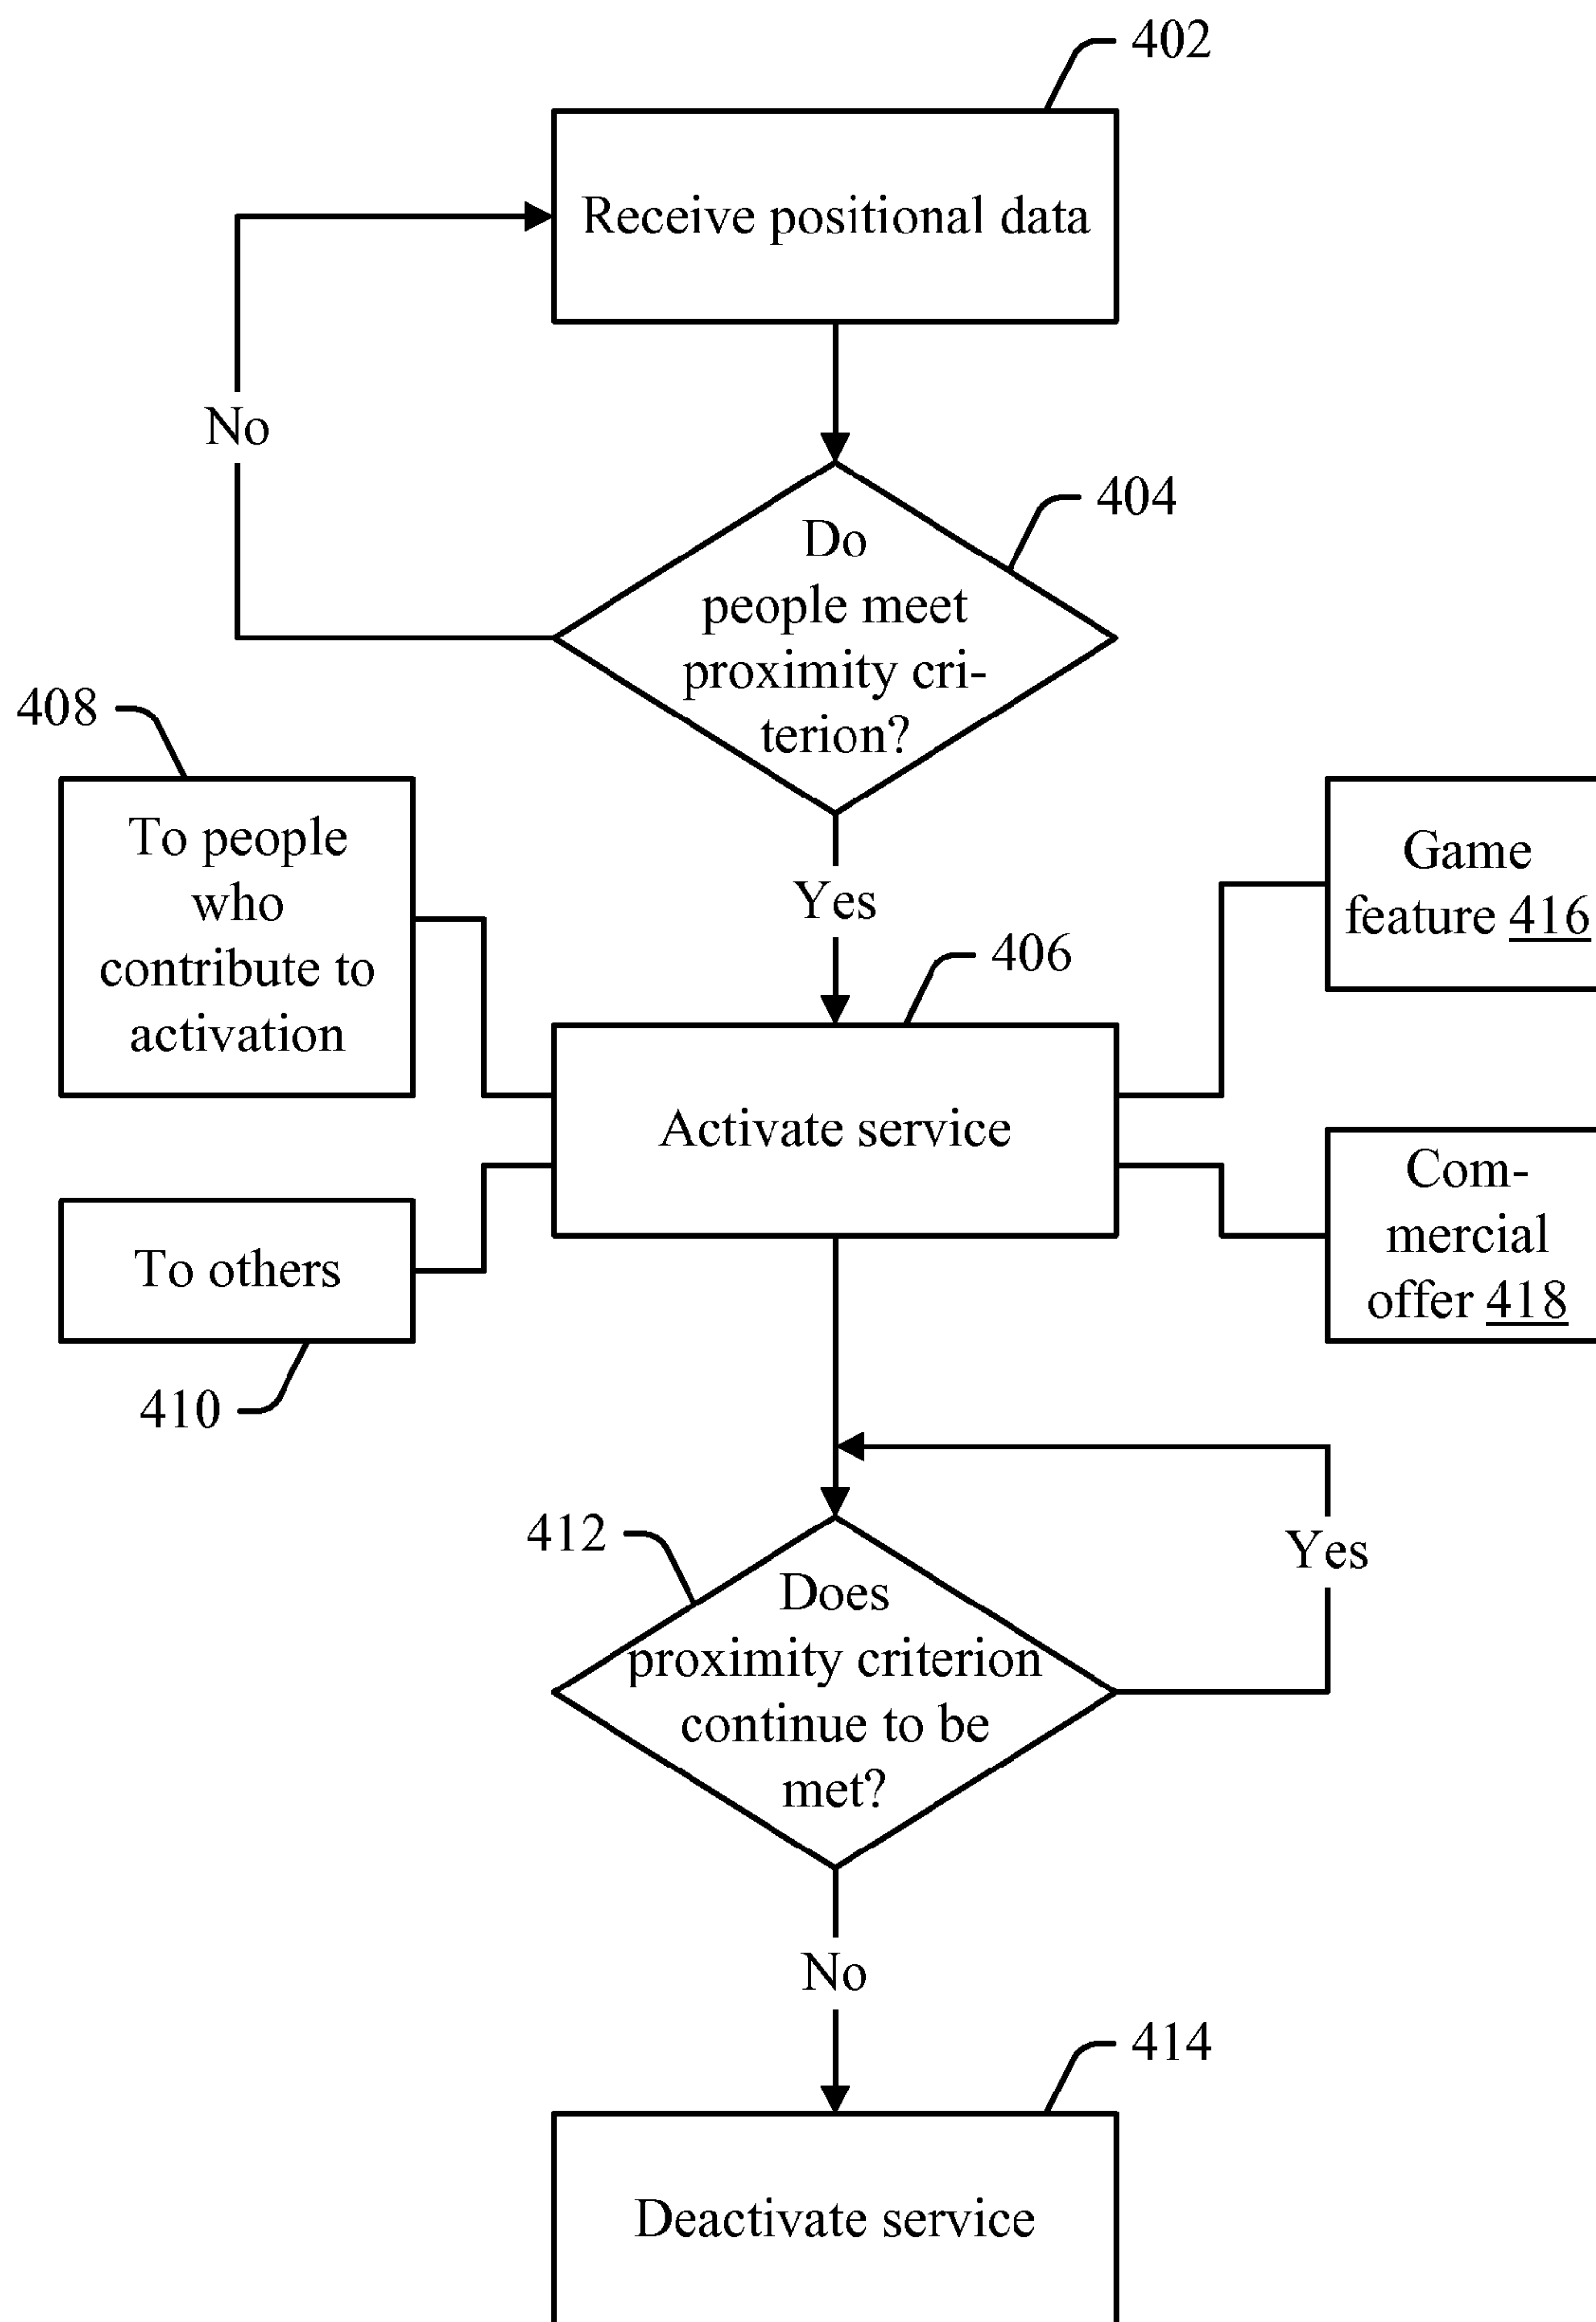 402
Receive positional data
No
404
Do
people meet
proximity cri-
terion?
408
To people
who
contribute to
activation
Yes
Game
feature 416
406
Activate service
Com-
mercial
offer 418
To others
410
412
Does
proximity criterion
continue to be
met?
Yes
No
414
Deactivate service